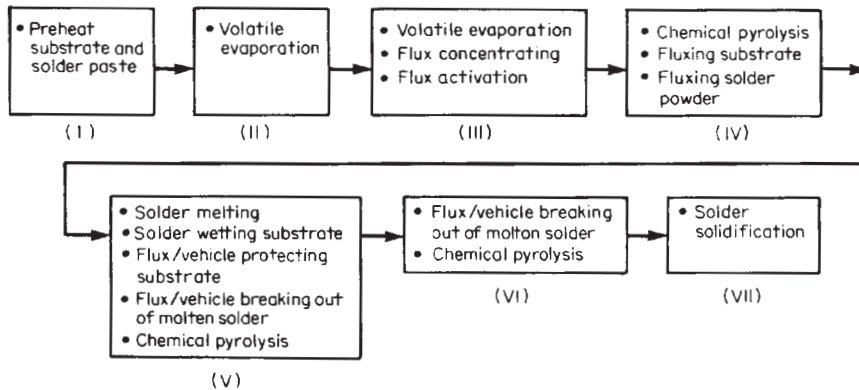 • Preheat
substrate and
solder paste
(I)
• Volatile
evaporation
(II)
• Volatile evaporation
• Flux concentrating
• Flux activation
(III)
• Chemical pyrolysis
• Fluxing substrate
• Fluxing solder
powder
(IV)
• Solder melting
• Solder wetting substrate
• Flux/vehicle protecting
substrate
• Flux/vehicle breaking out
of molten solder
• Chemical pyrolysis
(V)
• Flux/vehicle breaking
out of molton solder
• Chemical pyrolysis
(VI)
• Solder
solidification
(VII)